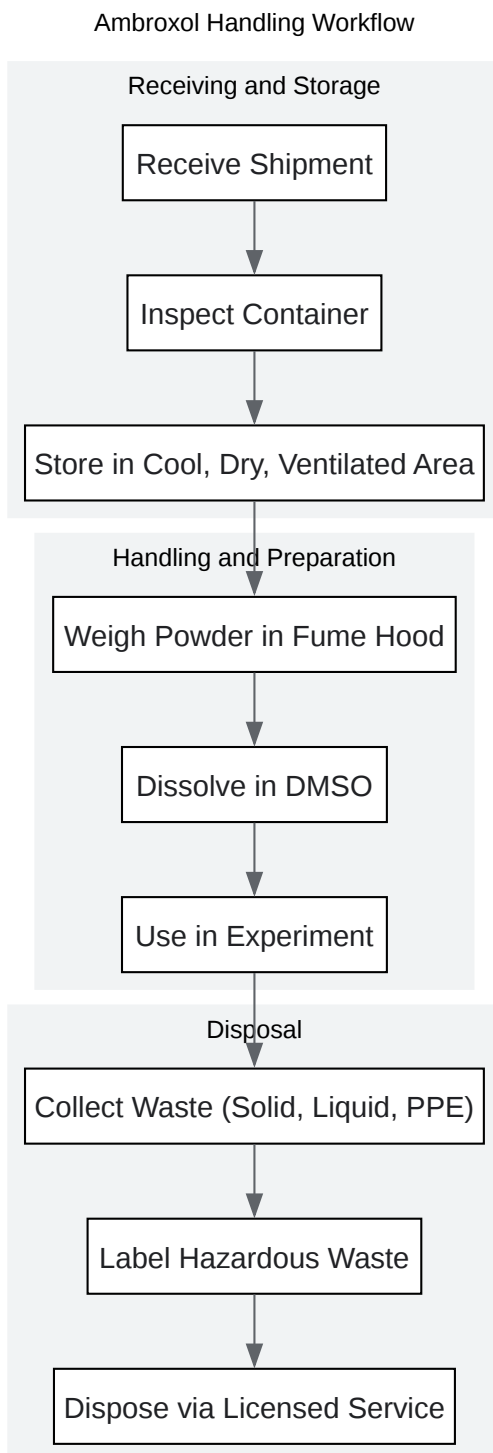 Ambroxol Handling Workflow
Receiving and Storage
Receive Shipment
Inspect Container
Store in Cool, Dry, Ventilated Area
Handling and Preparation
Weigh Powder in Fume Hood
Dissolve in DMSO
Use in Experiment
Disposal
Collect Waste (Solid, Liquid, PPE)
Label Hazardous Waste
Dispose via Licensed Service